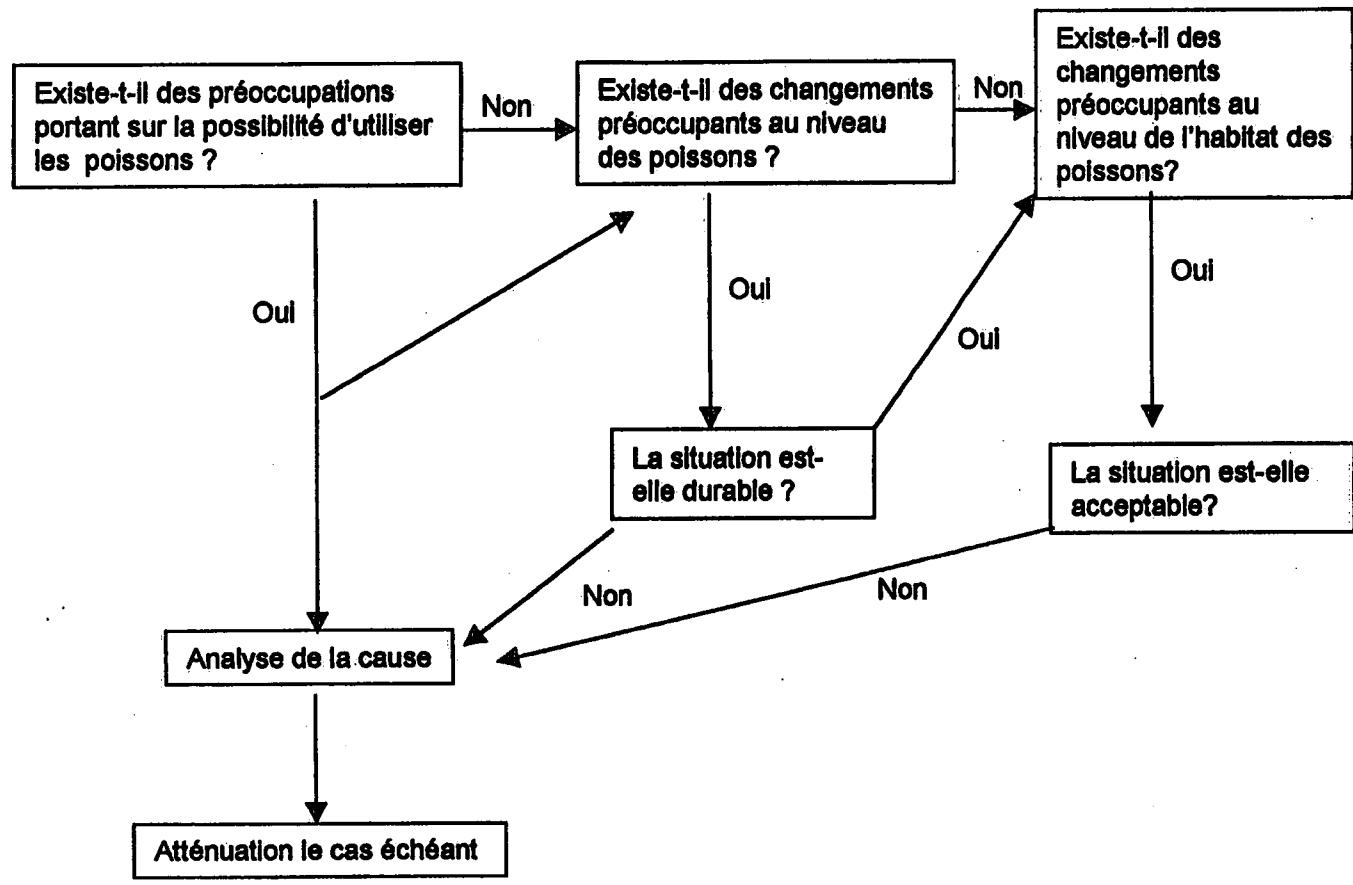 Existe-t-il des préoccupations
portant sur la possibilité d'utiliser
les poissons ?
Non
Existe-t-il des changements
préoccupants au niveau
des poissons ?
Non
Existe-t-il des
changements
préoccupants au
niveau de l'habitat des
poissons?
Oui
Oui
Oui
Oui
La situation est-
elle durable ?
La situation est-elle
acceptable?
Non
Non
Analyse de la cause
Atténuation le cas échéant